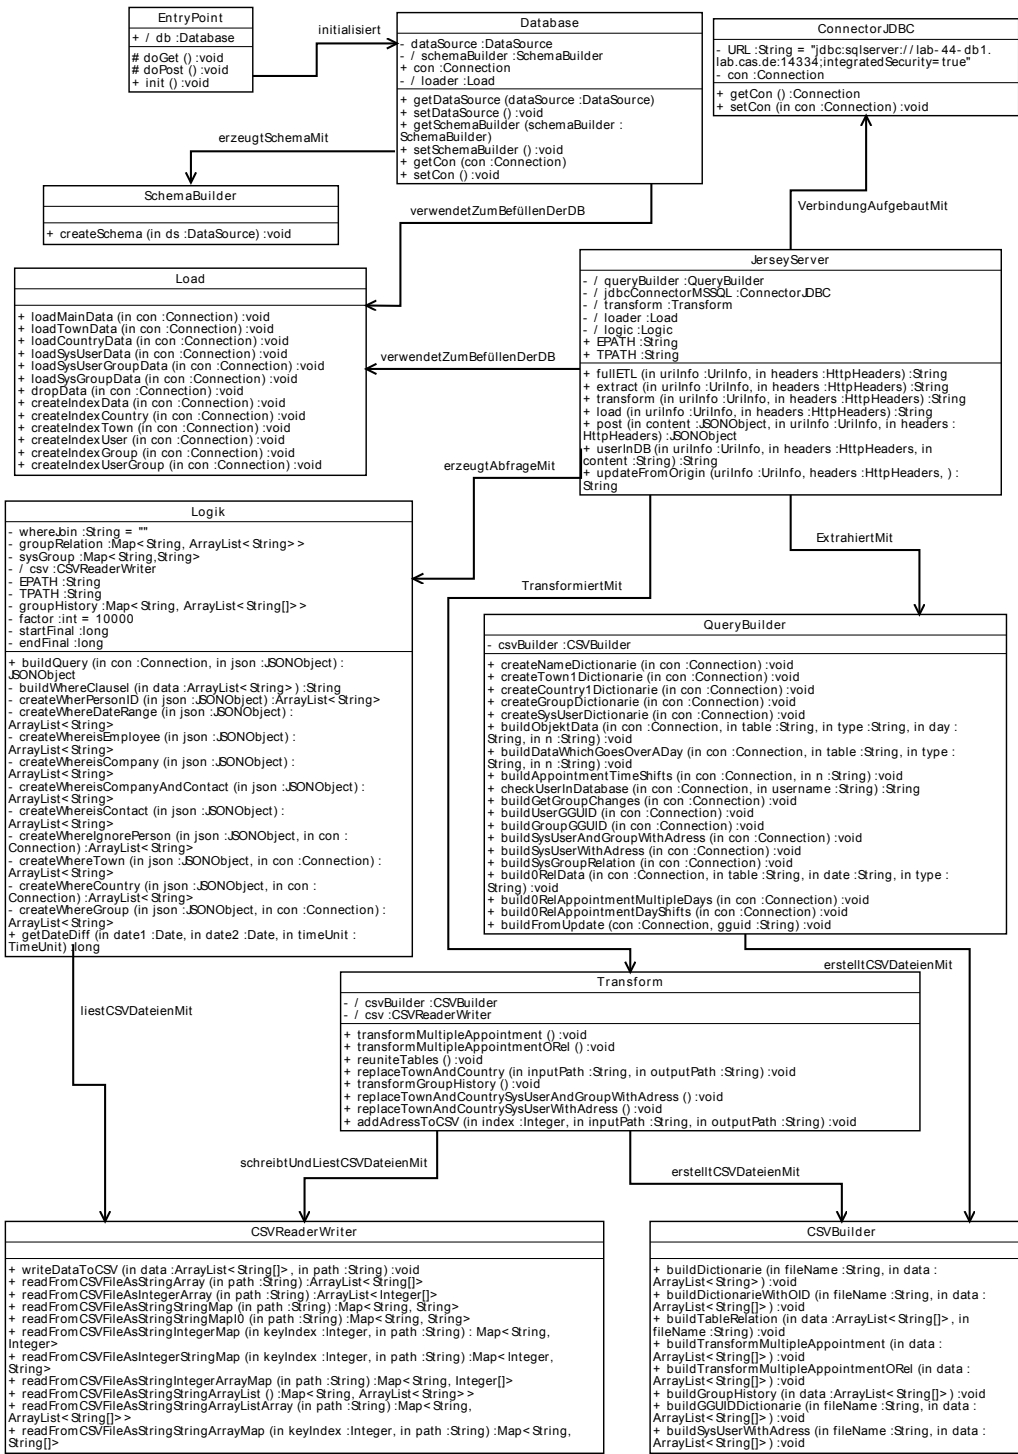 EntryPoint
+ / db :Database
# doGet () :void
# doPost () :void
+ init () :void
initialisiert
Database
- dataSource :DataSource
- / schemaBuilder :SchemaBuilder
+ con :Connection
- / loader :Load
+ getDataSource (dataSource :DataSource)
+ setDataSource () :void
+ getSchemaBuilder (schemaBuilder :
SchemaBuilder)
+ setSchemaBuilder () :void
+ getCon (con :Connection)
+ setCon () :void
ConnectorJDBC
- URL :String = "jdbc:sqlserver://lab-44-db1.
lab.cas.de:14334;integratedSecurity=true"
- con :Connection
+ getCon () :Connection
+ setCon (in con :Connection) :void
erzeugtSchemaMit
SchemaBuilder
+ createSchema (in ds :DataSource) :void
verwendetZumBefüllenDerDB
VerbindungAufgebautMit
Load
+ loadMainData (in con :Connection) :void
+ loadTownData (in con :Connection) :void
+ loadCountryData (in con :Connection) :void
+ loadSysUserData (in con :Connection) :void
+ loadSysUserGroupData (in con :Connection) :void
+ loadSysGroupData (in con :Connection) :void
+ dropData (in con :Connection) :void
+ createIndexData (in con :Connection) :void
+ createIndexCountry (in con :Connection) :void
+ createIndexTown (in con :Connection) :void
+ createIndexUser (in con :Connection) :void
+ createIndexGroup (in con :Connection) :void
+ createIndexUserGroup (in con :Connection) :void
JerseyServer
- / queryBuilder :QueryBuilder
- / jdbcConnectorMSSQL :ConnectorJDBC
- / transform :Transform
- / loader :Load
- / logic :Logic
+ EPATH :String
+ TPATH :String
+ fullETL (in uriInfo :UriInfo, in headers :HttpHeaders) :String
+ extract (in uriInfo :UriInfo, in headers :HttpHeaders) :String
+ transform (in uriInfo :UriInfo, in headers :HttpHeaders) :String
+ load (in uriInfo :UriInfo, in headers :HttpHeaders) :String
+ post (in content :JSONObject, in uriInfo :UriInfo, in headers :
HttpHeaders) :JSONObject
+ userInDB (in uriInfo :UriInfo, in headers :HttpHeaders, in
content :String) :String
+ updateFromOrigin (uriInfo :UriInfo, headers :HttpHeaders, ) :
String
verwendetZumBefüllenDerDB
erzeugtAbfrageMit
Logik
- whereJoin :String = ""
- groupRelation :Map<String, ArrayList<String>>
- sysGroup :Map<String,String>
- / csv :CSVReaderWriter
- EPATH :String
- TPATH :String
- groupHistory :Map<String, ArrayList<String[]>>
- factor :int = 10000
- startFinal :long
- endFinal :long
+ buildQuery (in con :Connection, in json :JSONObject) :
JSONObject
- buildWhereClausel (in data :ArrayList<String>) :String
- createWherPersonID (in json :JSONObject) :ArrayList<String>
- createWhereDateRange (in json :JSONObject) :
ArrayList<String>
- createWhereisEmployee (in json :JSONObject) :
ArrayList<String>
- createWhereisCompany (in json :JSONObject) :
ArrayList<String>
- createWhereisCompanyAndContact (in json :JSONObject) :
ArrayList<String>
- createWhereisContact (in json :JSONObject) :
ArrayList<String>
- createWhereIgnorePerson (in json :JSONObject, in con :
Connection) :ArrayList<String>
- createWhereTown (in json :JSONObject, in con :Connection) :
ArrayList<String>
- createWhereCountry (in json :JSONObject, in con :
Connection) :ArrayList<String>
- createWhereGroup (in json :JSONObject, in con :Connection) :
ArrayList<String>
+ getDateDiff (in date1 :Date, in date2 :Date, in timeUnit :
TimeUnit) :long
TransformiertMit
ExtrahiertMit
QueryBuilder
- csvBuilder :CSVBuilder
+ createNameDictionarie (in con :Connection) :void
+ createTown1Dictionarie (in con :Connection) :void
+ createCountry1Dictionarie (in con :Connection) :void
+ createGroupDictionarie (in con :Connection) :void
+ createSysUserDictionarie (in con :Connection) :void
+ buildObjektData (in con :Connection, in table :String, in type :String, in day :
String, in n :String) :void
+ buildDataWhichGoesOverADay (in con :Connection, in table :String, in type :
String, in n :String) :void
+ buildAppointmentTimeShifts (in con :Connection, in n :String) :void
+ checkUserInDatabase (in con :Connection, in username :String) :String
+ buildGetGroupChanges (in con :Connection) :void
+ buildUserGGUID (in con :Connection) :void
+ buildGroupGGUID (in con :Connection) :void
+ buildSysUserAndGroupWithAdress (in con :Connection) :void
+ buildSysUserWithAdress (in con :Connection) :void
+ buildSysGroupRelation (in con :Connection) :void
+ build0RelData (in con :Connection, in table :String, in date :String, in type :
String) :void
+ build0RelAppointmentMultipleDays (in con :Connection) :void
+ build0RelAppointmentDayShifts (in con :Connection) :void
+ buildFromUpdate (con :Connection, gguid :String) :void
liestCSVDateienMit
erstelltCSVDateienMit
Transform
- / csvBuilder :CSVBuilder
- / csv :CSVReaderWriter
+ transformMultipleAppointment () :void
+ transformMultipleAppointmentORel () :void
+ reuniteTables () :void
+ replaceTownAndCountry (in inputPath :String, in outputPath :String) :void
+ transformGroupHistory () :void
+ replaceTownAndCountrySysUserAndGroupWithAdress () :void
+ replaceTownAndCountrySysUserWithAdress () :void
+ addAdressToCSV (in index :Integer, in inputPath :String, in outputPath :String) :void
schreibtUndLiestCSVDateienMit
erstelltCSVDateienMit
CSVReaderWriter
+ writeDataToCSV (in data :ArrayList<String[]>, in path :String) :void
+ readFromCSVFileAsStringArray (in path :String) :ArrayList<String[]>
+ readFromCSVFileAsIntegerArray (in path :String) :ArrayList<Integer[]>
+ readFromCSVFileAsStringStringMap (in path :String) :Map<String, String>
+ readFromCSVFileAsStringStringMapI0 (in path :String) :Map<String, String>
+ readFromCSVFileAsStringIntegerMap (in keyIndex :Integer, in path :String) :Map<String,
Integer>
+ readFromCSVFileAsIntegerStringMap (in keyIndex :Integer, in path :String) :Map<Integer,
String>
+ readFromCSVFileAsStringIntegerArrayMap (in path :String) :Map<String, Integer[]>
+ readFromCSVFileAsStringStringArrayList () :Map<String, ArrayList<String>>
+ readFromCSVFileAsStringStringArrayListArray (in path :String) :Map<String,
ArrayList<String[]>>
+ readFromCSVFileAsStringStringArrayMap (in keyIndex :Integer, in path :String) :Map<String,
String[]>
CSVBuilder
+ buildDictionarie (in fileName :String, in data :
ArrayList<String>) :void
+ buildDictionarieWithOID (in fileName :String, in data :
ArrayList<String[]>) :void
+ buildTableRelation (in data :ArrayList<String[]>, in
fileName :String) :void
+ buildTransformMultipleAppointment (in data :
ArrayList<String[]>) :void
+ buildTransformMultipleAppointmentORel (in data :
ArrayList<String[]>) :void
+ buildGroupHistory (in data :ArrayList<String[]>) :void
+ buildGGUIDDictionarie (in fileName :String, in data :
ArrayList<String[]>) :void
+ buildSysUserWithAdress (in fileName :String, in data :
ArrayList<String[]>) :void